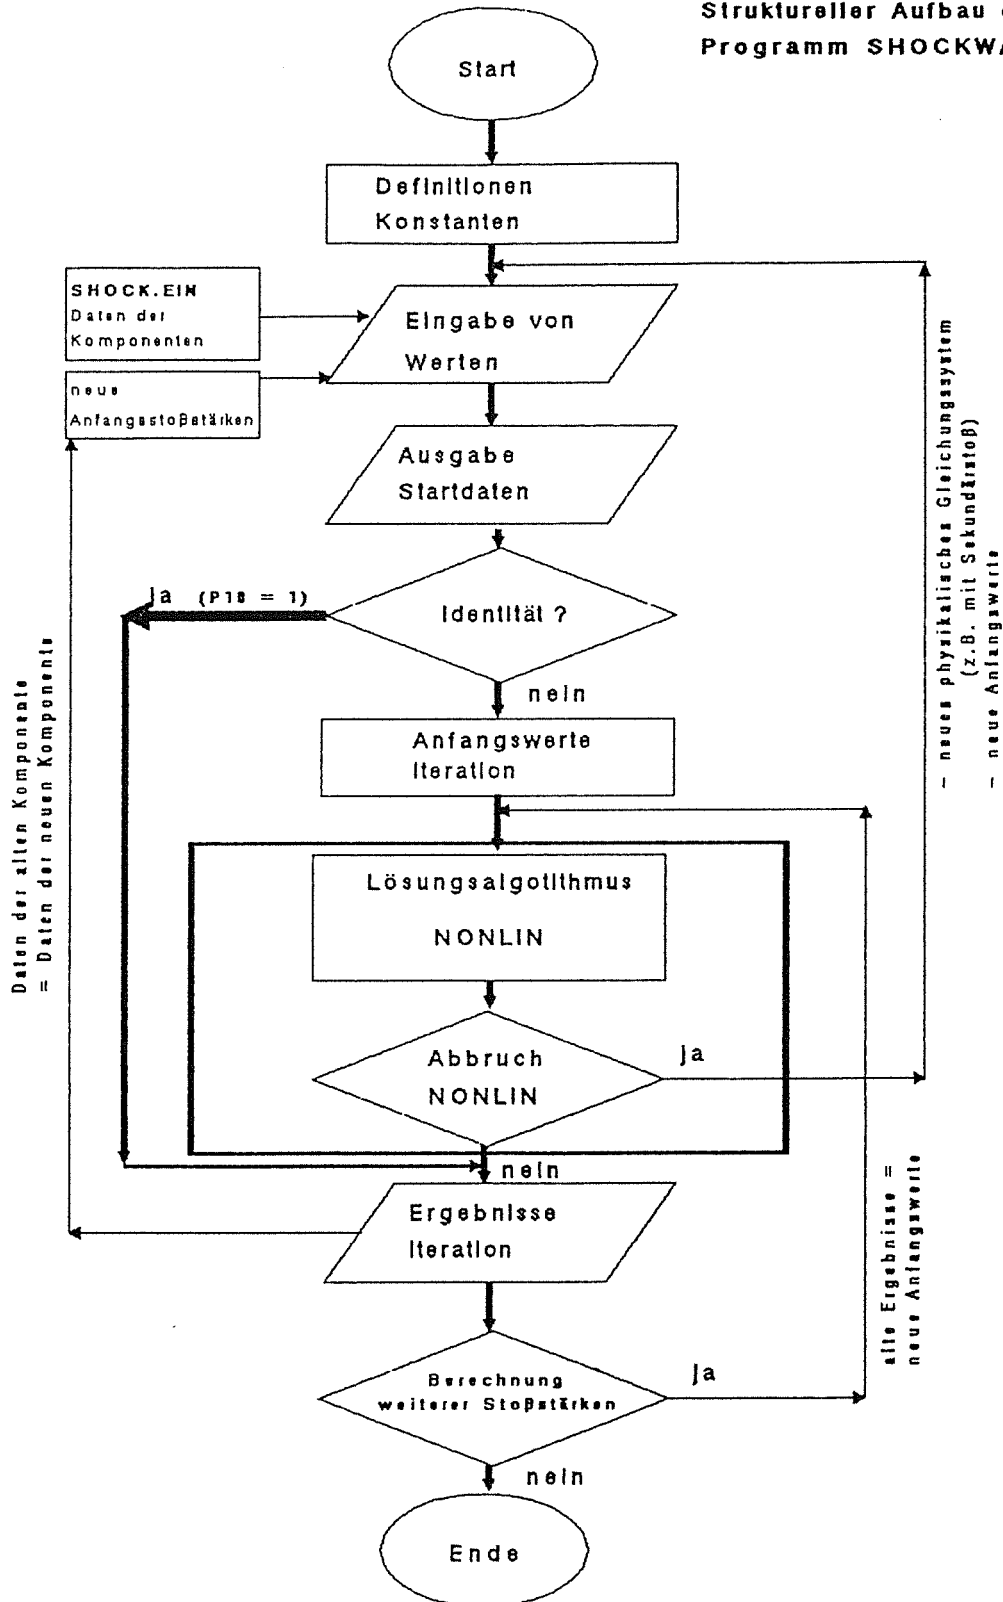 Struktureller Aufbau
Programm
Start
Definitionen
Konstanten
SHOCK.EIN
Daten der
Komponenten
Eingabe von
Werten
neue
Anfangsstoßstärken
Ausgabe
Startdaten
ja (P18 = 1)
Identität ?
nein
Anfangswerte
Iteration
Lösungsalgotithmus
NONLIN
Abbruch
NONLIN
ja
nein
Ergebnisse
Iteration
Berechnung
weiterer Stoßstärken
ja
nein
Ende
Daten der alten Komponente
= Daten der neuen Komponente
– neues physikalisches Gleichungssystem
(z.B. mit Sekundärstoß)
– neue Anfangswerte
alte Ergebnisse =
neue Anfangswerte